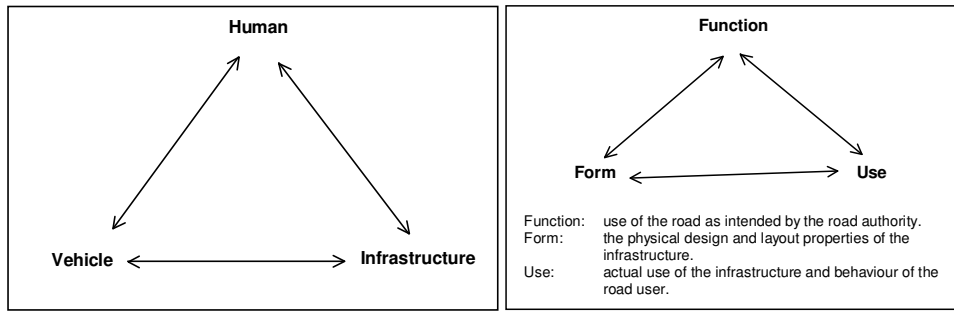 Human
Vehicle
Infrastructure
Function
Form
Use
Function: use of the road as intended by the road authority.
Form: the physical design and layout properties of the
infrastructure.
Use: actual use of the infrastructure and behaviour of the
road user.